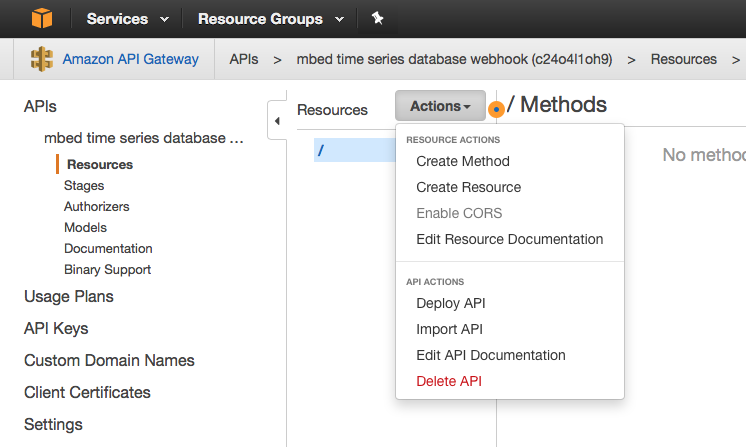 Services Resource Groups
Amazon API Gateway APIs > mbed time series database webhook (c24o4l1oh9) > Resources >
APIs
mbed time series database ...
Resources
Stages
Authorizers
Models
Documentation
Binary Support
Usage Plans
API Keys
Custom Domain Names
Client Certificates
Settings
Resources
/
Actions
RESOURCE ACTIONS
Create Method
Create Resource
Enable CORS
Edit Resource Documentation
API ACTIONS
Deploy API
Import API
Edit API Documentation
Delete API
/ Methods
No metho